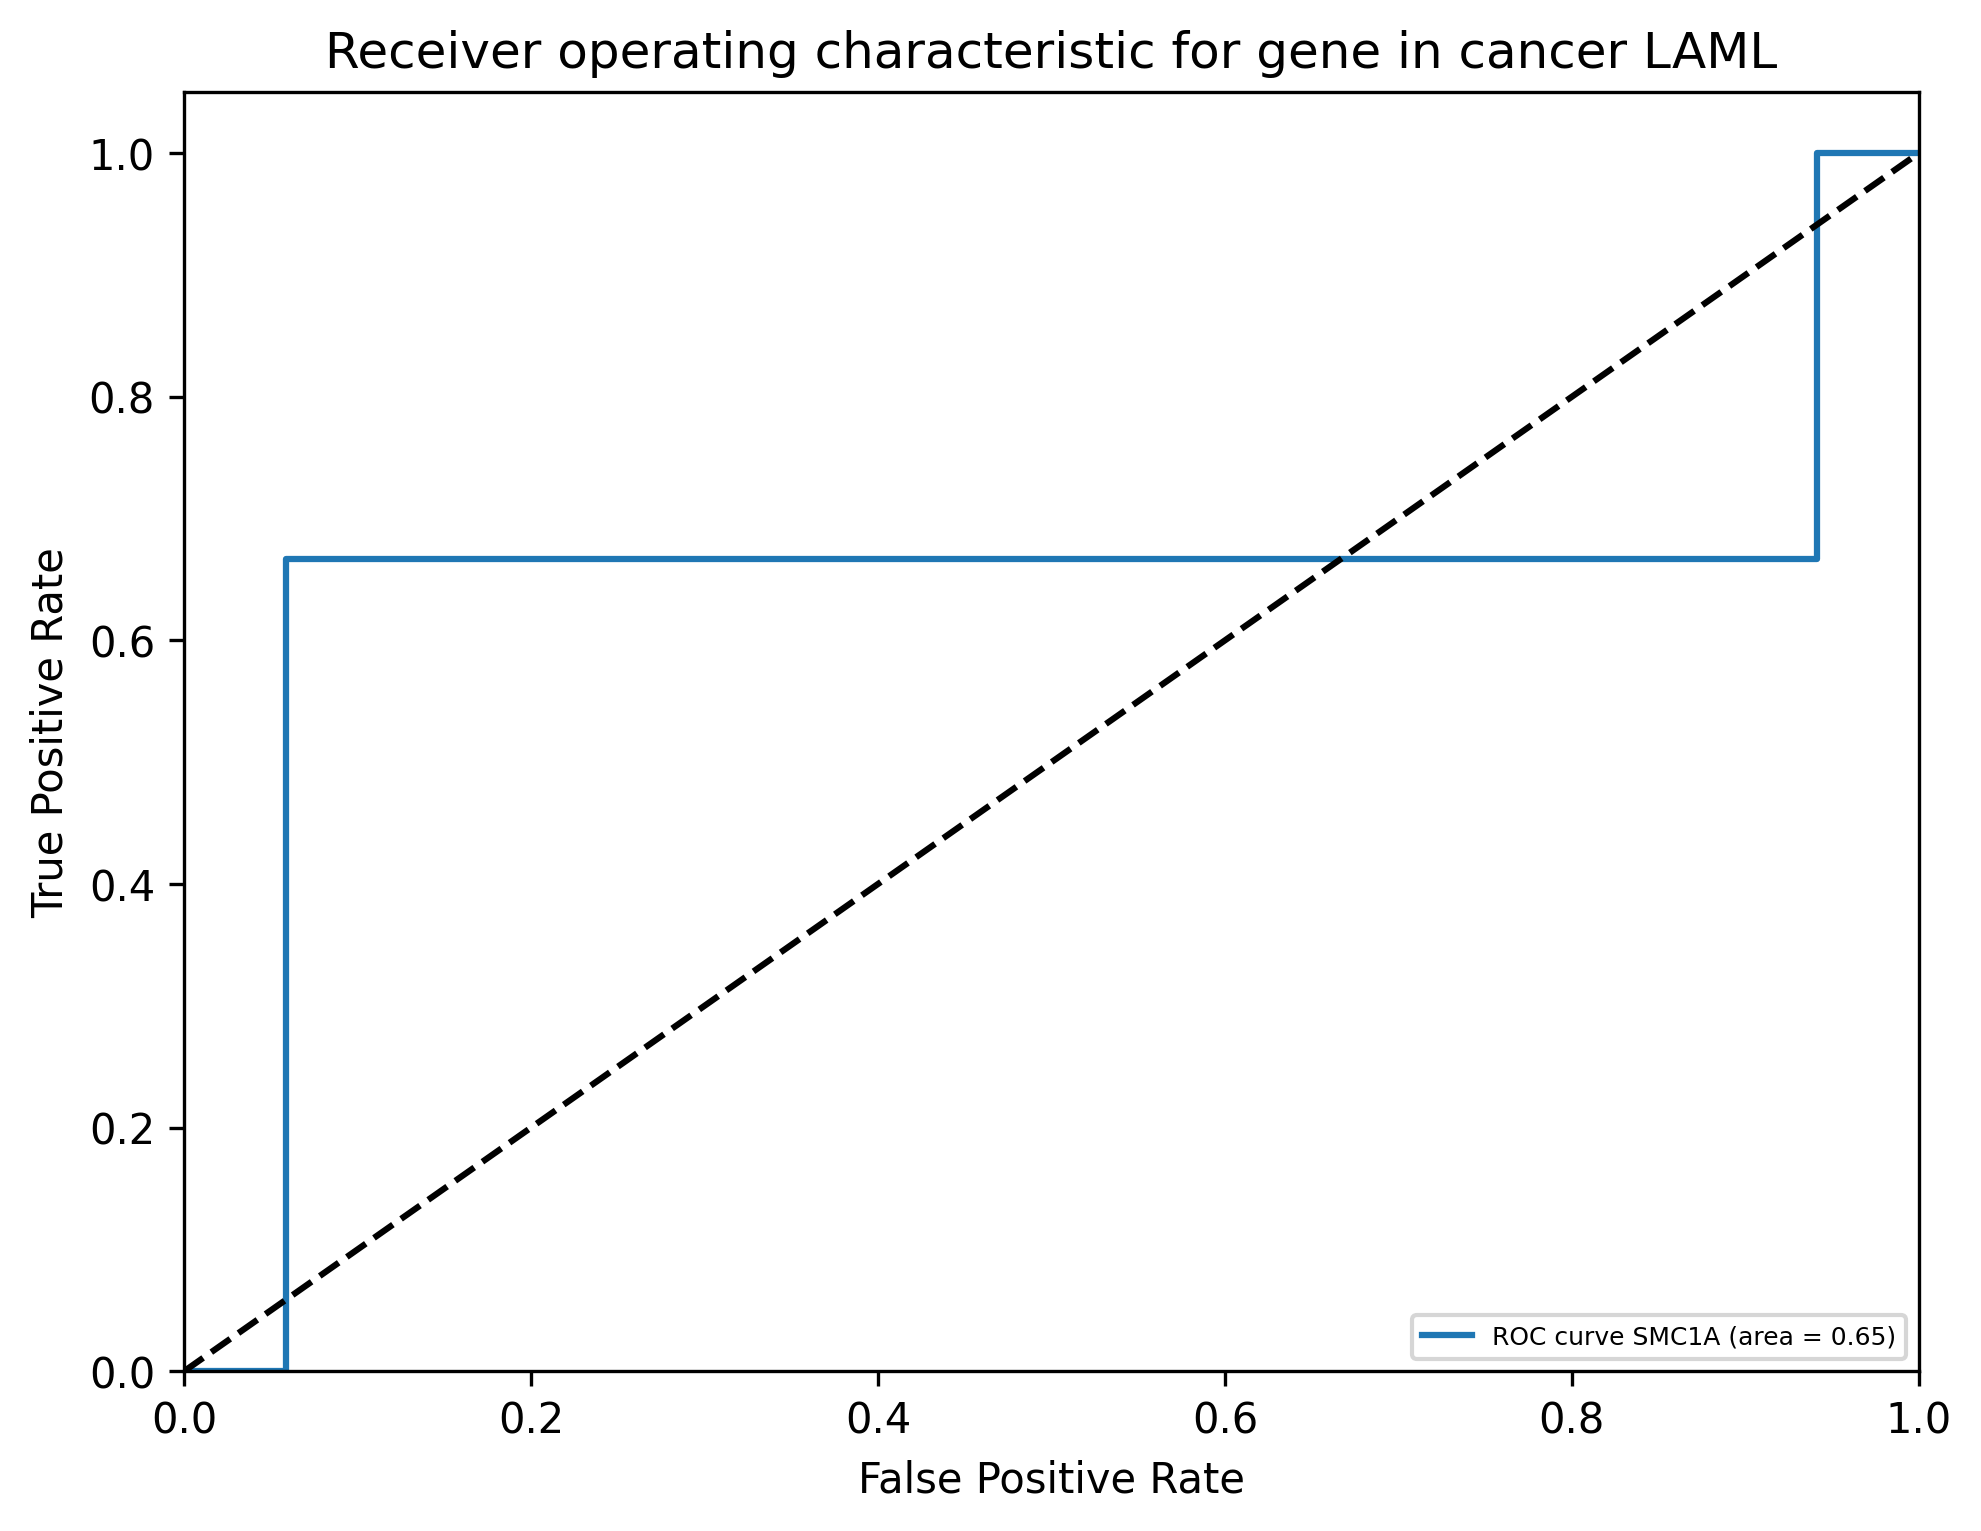 Receiver operating characteristic for gene in cancer LAML
True Positive Rate
1.0
0.8
0.6
0.4
0.2
0.0
ROC curve SMC1A (area = 0.65)
0.0 0.2 0.4 0.6 0.8 1.0
False Positive Rate